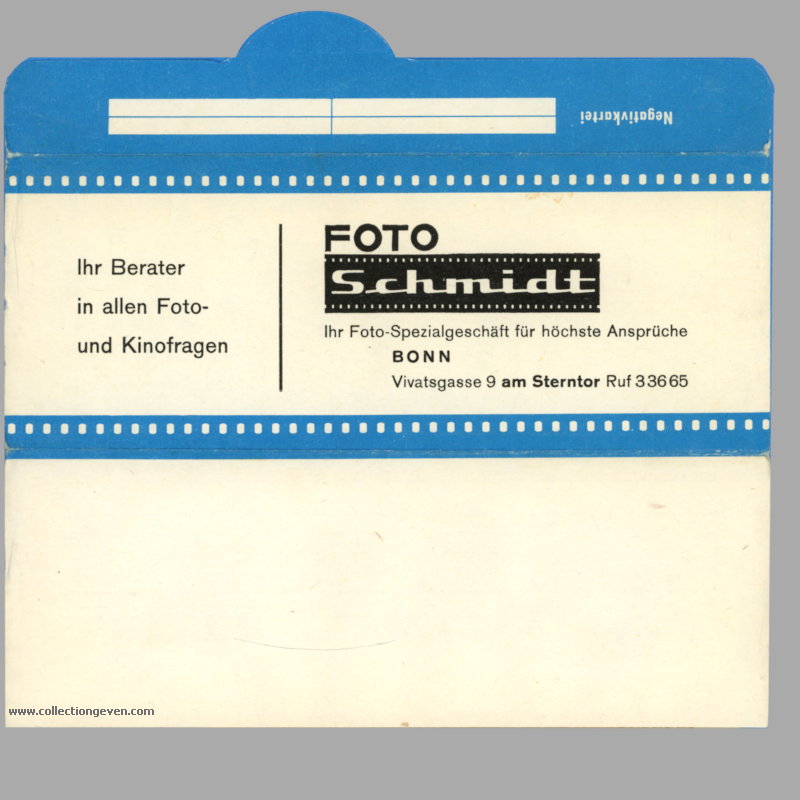 Negativkartei
Ihr Berater
in allen Foto-
und Kinofragen
FOTO
Schmidt
Ihr Foto-Spezialgeschäft für höchste Ansprüche
BONN
Vivatsgasse 9 am Sterntor Ruf 33665
www.collectiongeven.com